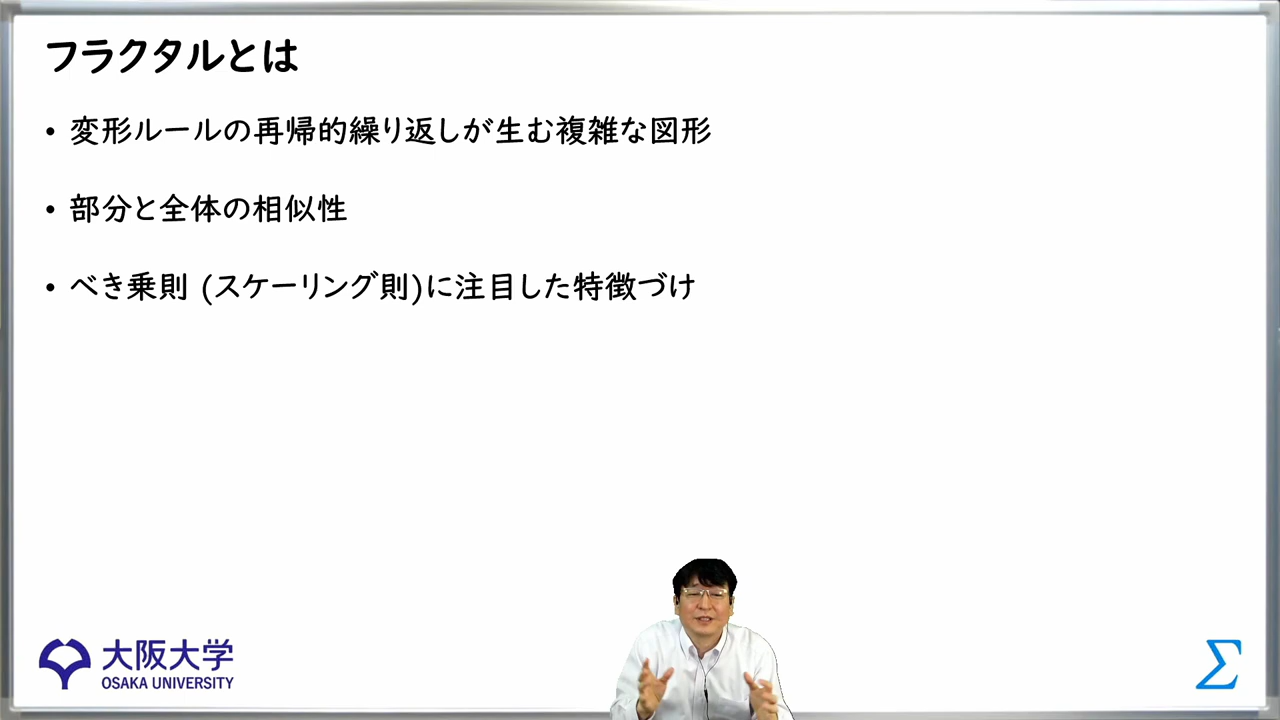 フラクタルとは
• 変形ルールの再帰的繰り返しが生む複雑な図形
• 部分と全体の相似性
• べき乗則 (スケーリング則)に注目した特徴づけ
大阪大学
OSAKA UNIVERSITY
Σ